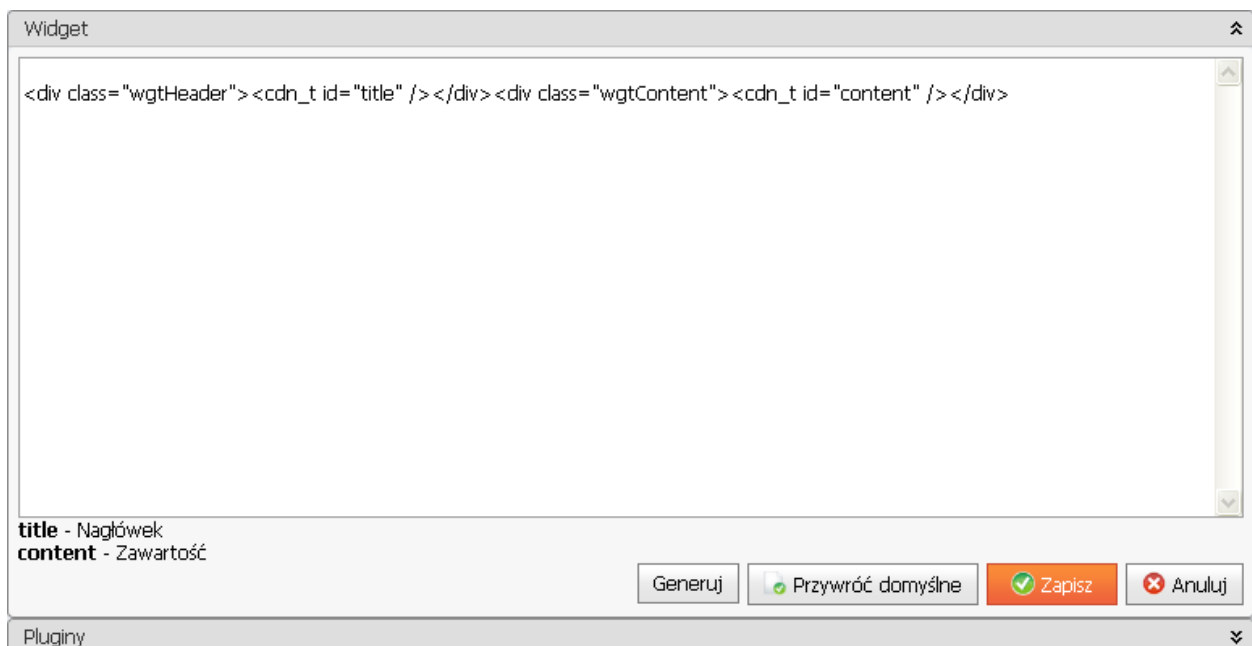 Widget
<div class="wgtHeader"><cdn_t id="title" /></div><div class="wgtContent"><cdn_t id="content" /></div>
title - Nagłówek
content - Zawartość
Generuj Przywróć domyślne Zapisz Anuluj
Pluginy